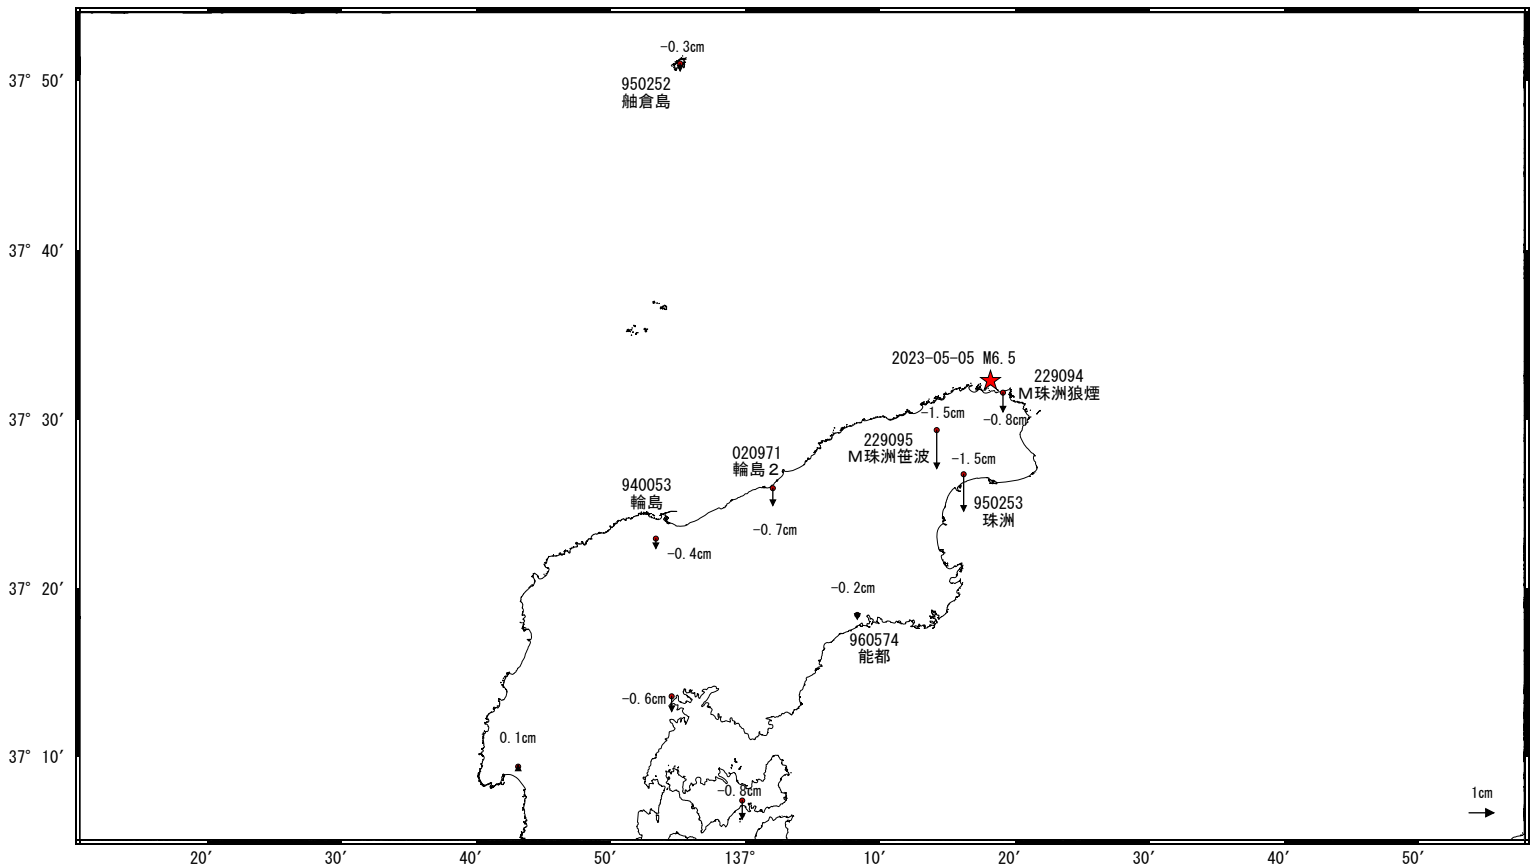 -0.3cm
37° 50′
950252
舳倉島
37° 40′
2023-05-05 M6.5
229094
M珠洲狼煙
-1.5cm
-0.8cm
37° 30′
229095
M珠洲笹波
020971
輪島2
-1.5cm
940053
輪島
950253
珠洲
-0.7cm
-0.4cm
37° 20′
-0.2cm
960574
能都
-0.6cm
0.1cm
37° 10′
-0.8cm
1cm
20′ 30′ 40′ 50′ 137° 10′ 20′ 30′ 40′ 50′